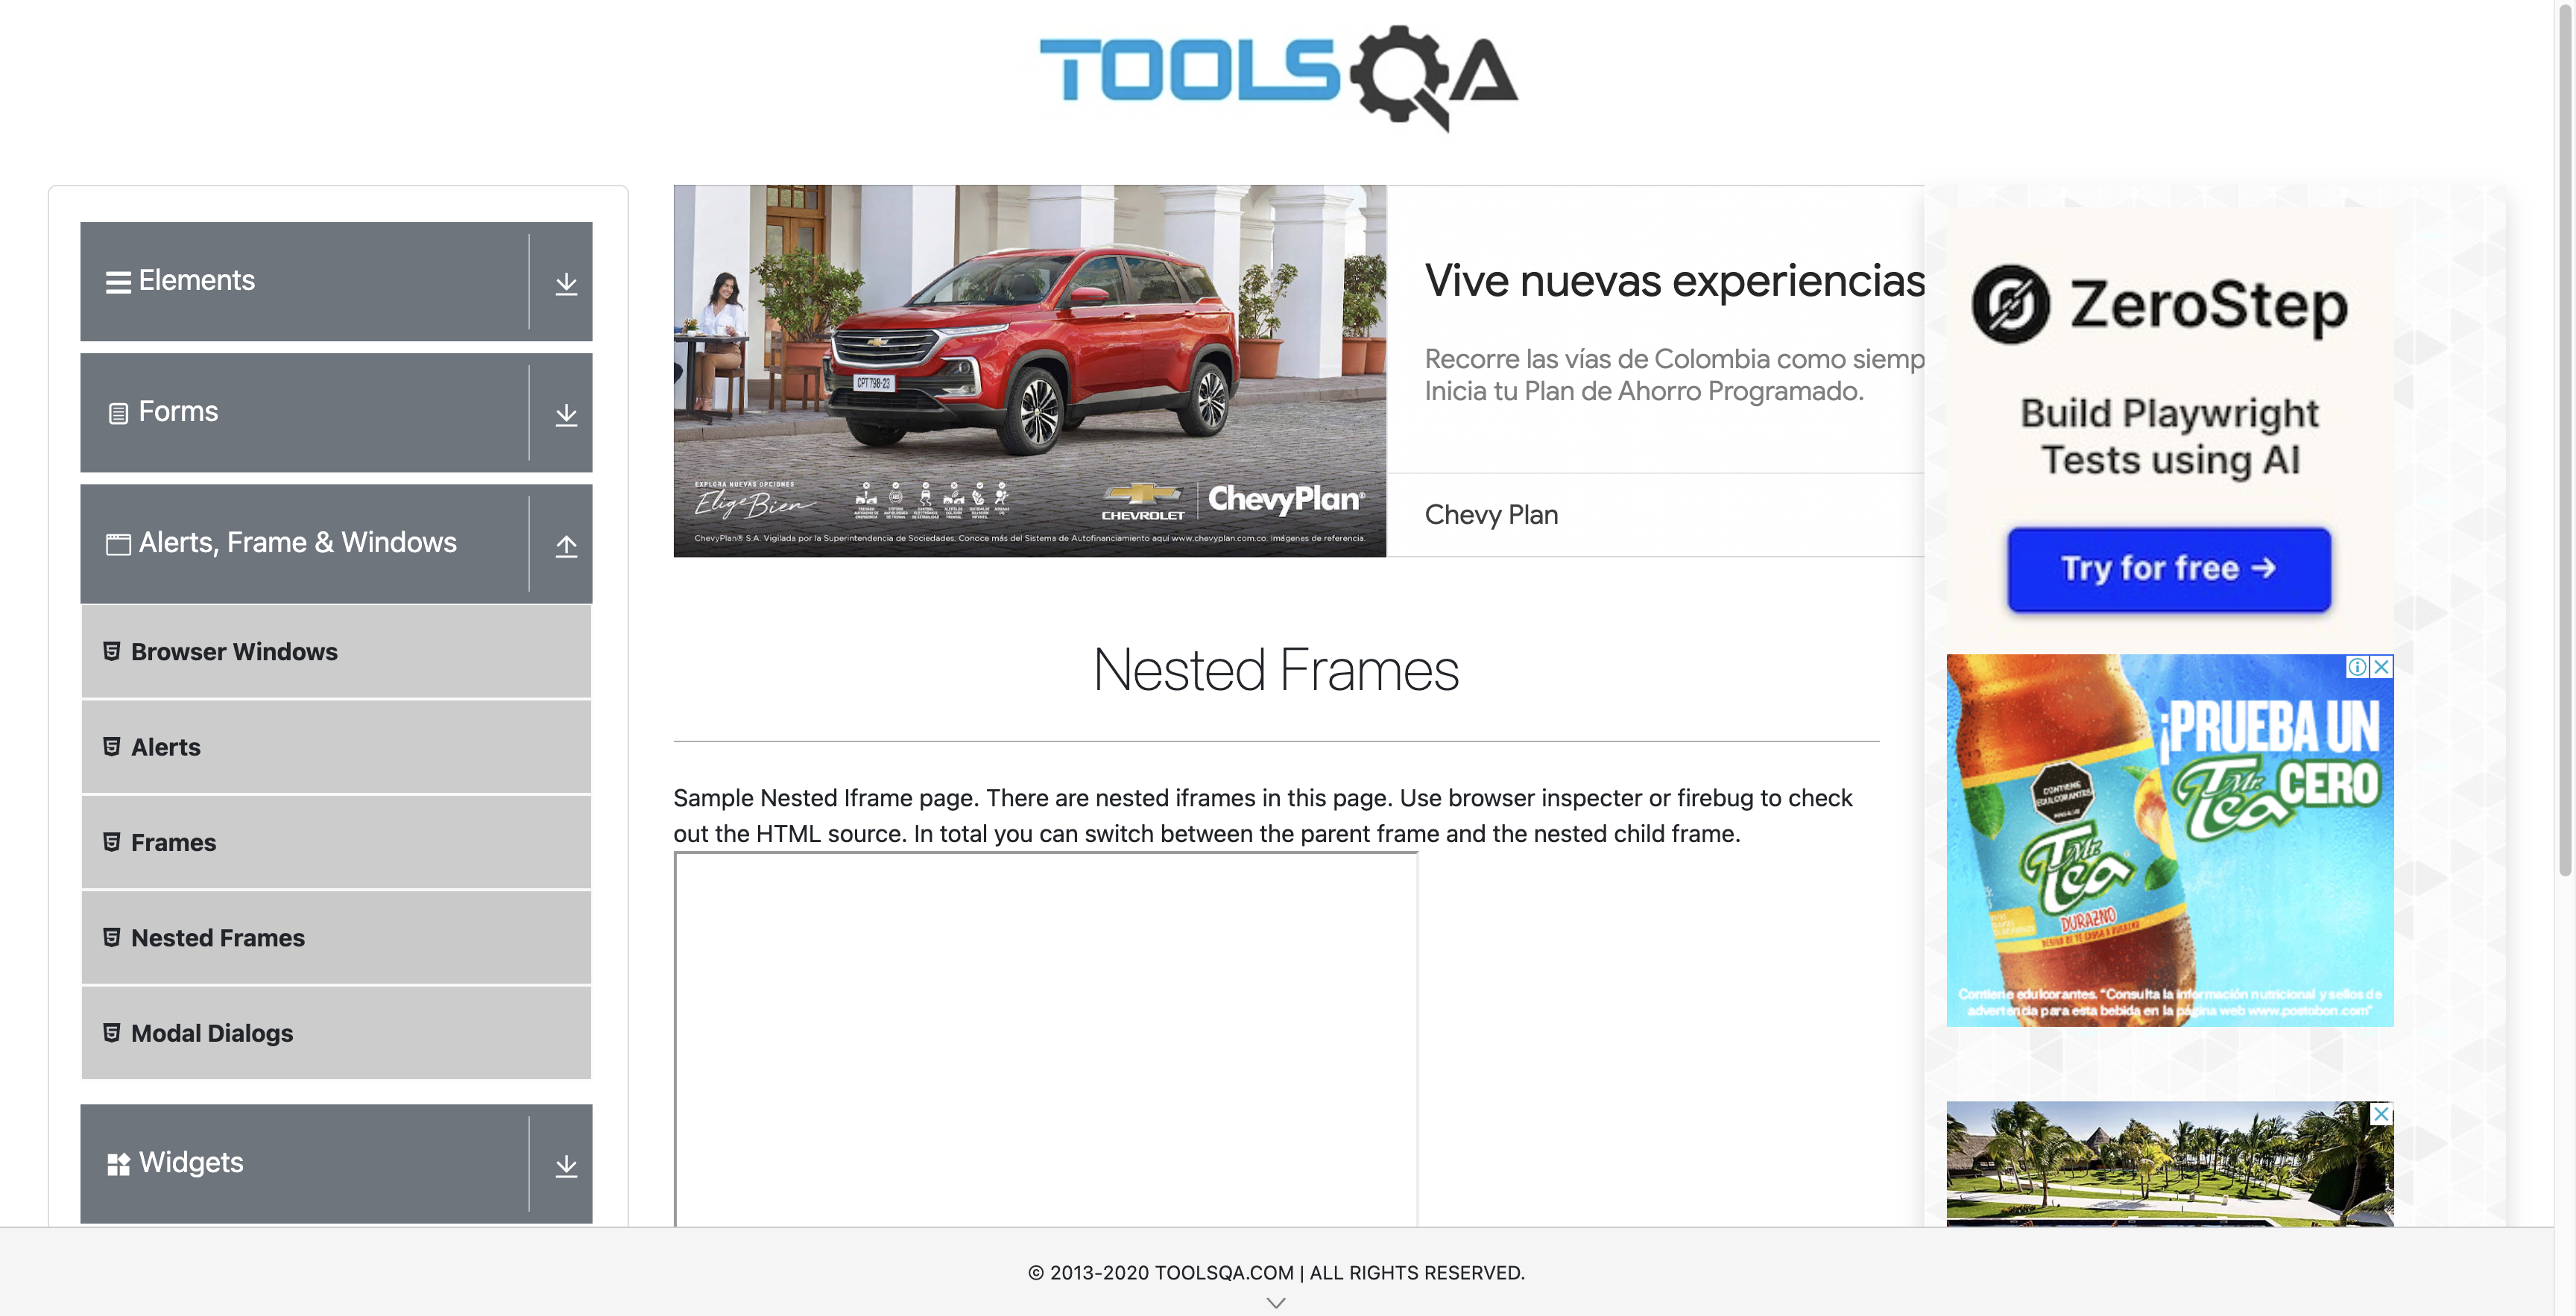 TOOLSQA
Elements
Forms
Alerts, Frame & Windows
Browser Windows
Alerts
Frames
Nested Frames
Modal Dialogs
Widgets
CPT 798-23
EXPLORA NUEVAS OPCIONES
Elige Bien
CHEVROLET
ChevyPlan®
ChevyPlan® S.A. Vigilada por la Superintendencia de Sociedades. Conoce más del Sistema de Autofinanciamiento aquí www.chevyplan.com.co. Imágenes de referencia.
Vive nuevas experiencias
Recorre las vías de Colombia como siemp
Inicia tu Plan de Ahorro Programado.
Chevy Plan
Nested Frames
Sample Nested Iframe page. There are nested iframes in this page. Use browser inspecter or firebug to check
out the HTML source. In total you can switch between the parent frame and the nested child frame.
ZeroStep
Build Playwright
Tests using AI
Try for free →
¡PRUEBA UN
Mr. Tea CERO
CONTIENE
EDULCORANTES
Mr. Tea
DURAZNO
Contiene edulcorantes. "Consulta la información nutricional y sellos de
advertencia para esta bebida en la página web www.postobon.com"
© 2013-2020 TOOLSQA.COM | ALL RIGHTS RESERVED.